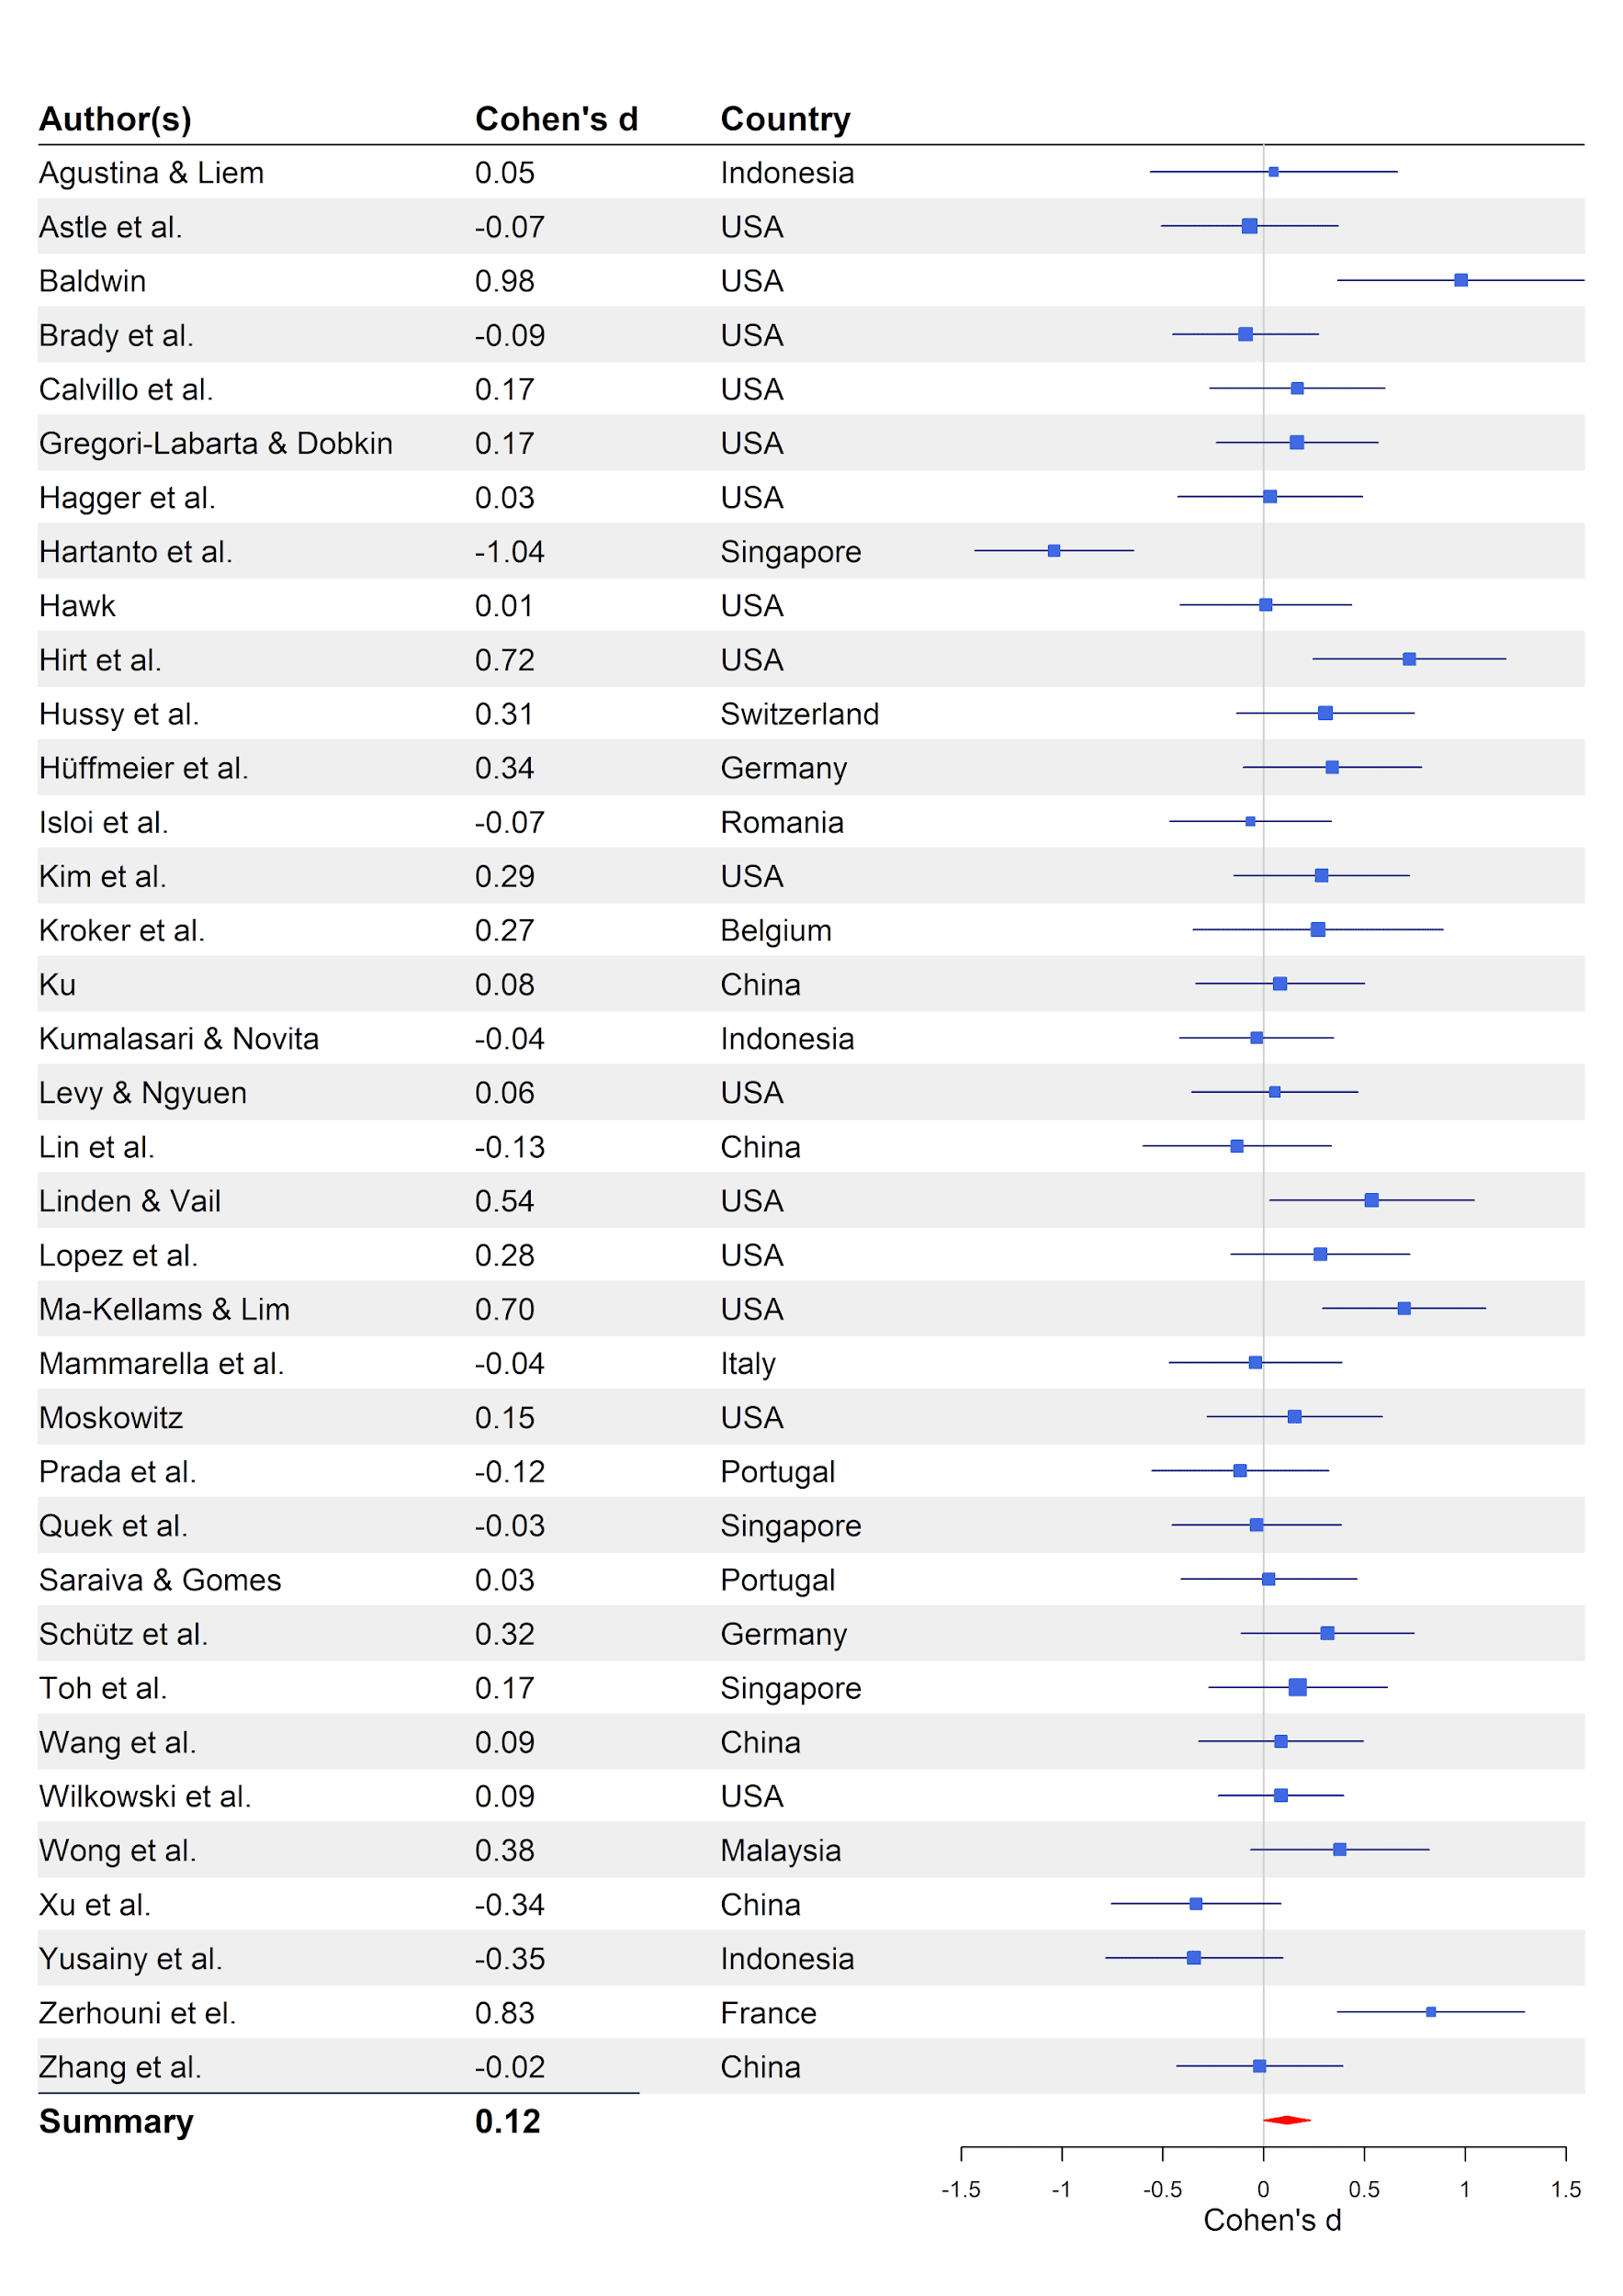 Author(s) Cohen's d Country
Agustina & Liem 0.05 Indonesia
Astle et al. -0.07 USA
Baldwin 0.98 USA
Brady et al. -0.09 USA
Calvillo et al. 0.17 USA
Gregori-Labarta & Dobkin 0.17 USA
Hagger et al. 0.03 USA
Hartanto et al. -1.04 Singapore
Hawk 0.01 USA
Hirt et al. 0.72 USA
Hussy et al. 0.31 Switzerland
Hüffmeier et al. 0.34 Germany
Isloi et al. -0.07 Romania
Kim et al. 0.29 USA
Kroker et al. 0.27 Belgium
Ku 0.08 China
Kumalasari & Novita -0.04 Indonesia
Levy & Ngyuen 0.06 USA
Lin et al. -0.13 China
Linden & Vail 0.54 USA
Lopez et al. 0.28 USA
Ma-Kellams & Lim 0.70 USA
Mammarella et al. -0.04 Italy
Moskowitz 0.15 USA
Prada et al. -0.12 Portugal
Quek et al. -0.03 Singapore
Saraiva & Gomes 0.03 Portugal
Schütz et al. 0.32 Germany
Toh et al. 0.17 Singapore
Wang et al. 0.09 China
Wilkowski et al. 0.09 USA
Wong et al. 0.38 Malaysia
Xu et al. -0.34 China
Yusainy et al. -0.35 Indonesia
Zerhouni et el. 0.83 France
Zhang et al. -0.02 China
Summary 0.12
-1.5 -1 -0.5 0 0.5 1 1.5
Cohen's d